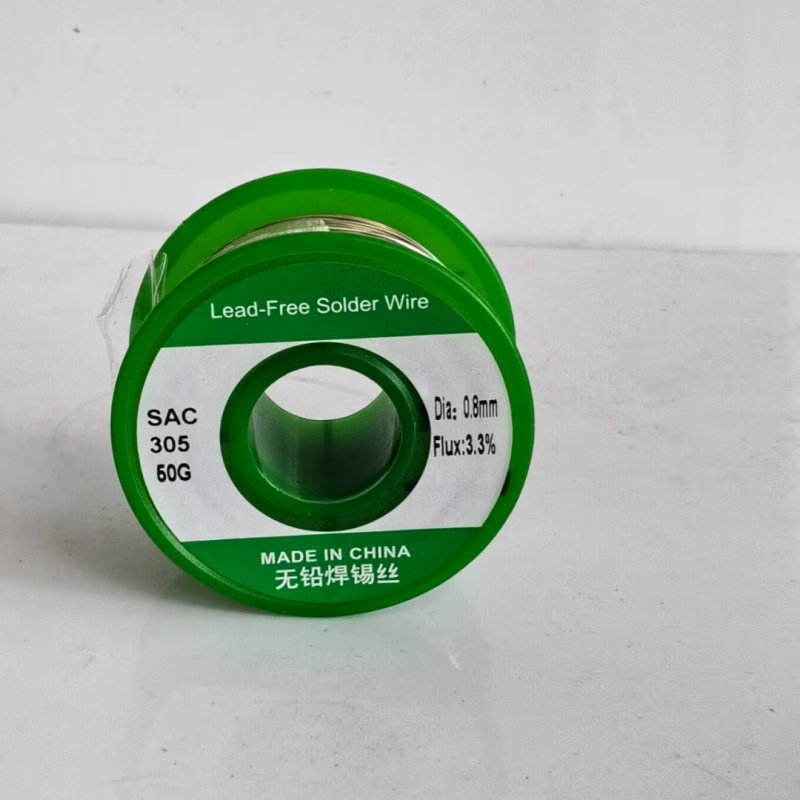 Lead-Free Solder Wire
SAC
305
50G
Dia: 0.8mm
Flux:3.3%
MADE IN CHINA
无铅焊锡丝